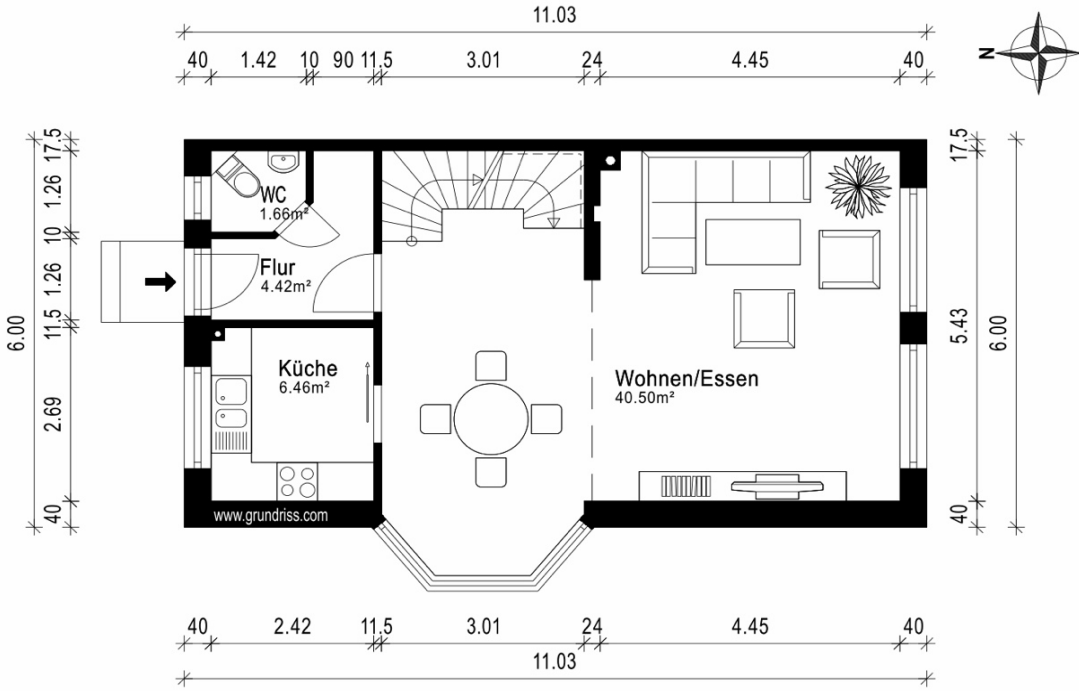 11.03
40 1.42 10 90 11.5 3.01 24 4.45 40
N
17.5
1.26
10
1.26
11.5
2.69
40
6.00
WC
1.66m²
Flur
4.42m²
Küche
6.46m²
Wohnen/Essen
40.50m²
www.grundriss.com
17.5
5.43
40
6.00
40 2.42 11.5 3.01 24 4.45 40
11.03